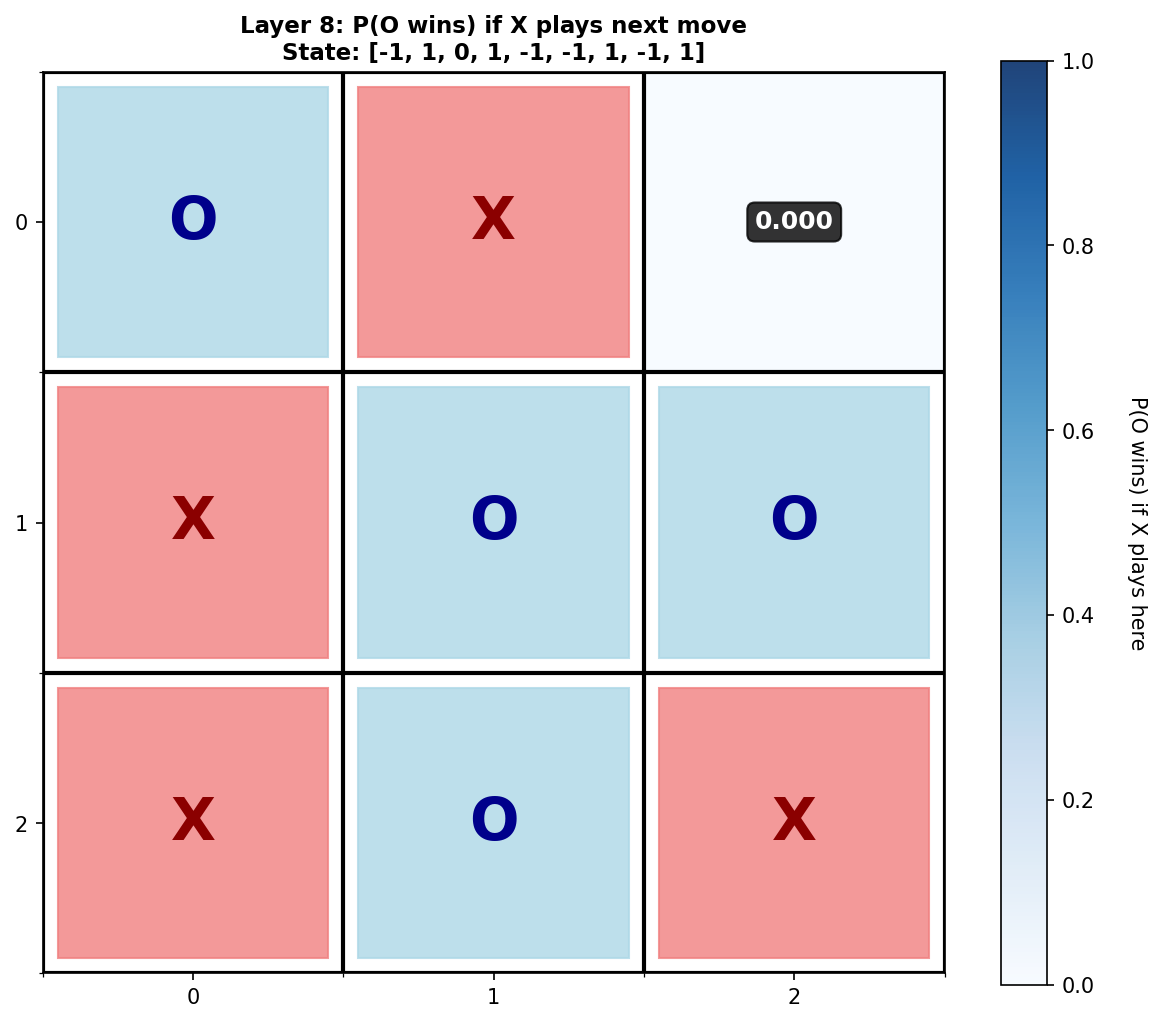 Layer 8: P(O wins) if X plays next move
State: [-1, 1, 0, 1, -1, -1, 1, -1, 1]
O X 0.000
X O O
X O X
0
1
2
0 1 2
1.0
0.8
0.6
0.4
0.2
0.0
P(O wins) if X plays here